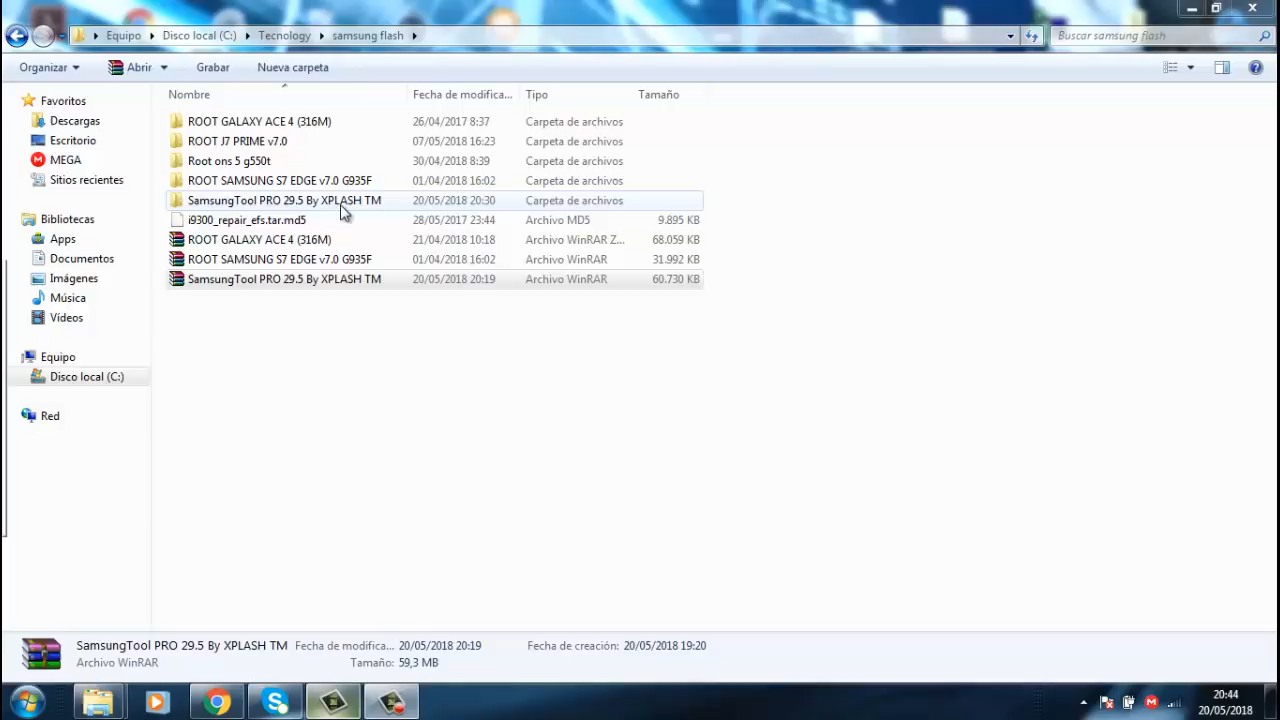 Equipo Disco local (C:) Tecnology samsung flash Buscar samsung flash
Organizar Abrir Grabar Nueva carpeta
Nombre Fecha de modifica... Tipo Tamaño
Favoritos
Descargas
Escritorio
MEGA
Sitios recientes
Bibliotecas
Apps
Documentos
Imágenes
Música
Vídeos
Equipo
Disco local (C:)
Red
ROOT GALAXY ACE 4 (316M) 26/04/2017 8:37 Carpeta de archivos
ROOT J7 PRIME v7.0 07/05/2018 16:23 Carpeta de archivos
Root ons 5 g550t 30/04/2018 8:39 Carpeta de archivos
ROOT SAMSUNG S7 EDGE v7.0 G935F 01/04/2018 16:02 Carpeta de archivos
SamsungTool PRO 29.5 By XPLASH TM 20/05/2018 20:30 Carpeta de archivos
i9300_repair_efs.tar.md5 28/05/2017 23:44 Archivo MD5 9.895 KB
ROOT GALAXY ACE 4 (316M) 21/04/2018 10:18 Archivo WinRAR Z... 68.059 KB
ROOT SAMSUNG S7 EDGE v7.0 G935F 01/04/2018 16:02 Archivo WinRAR 31.992 KB
SamsungTool PRO 29.5 By XPLASH TM 20/05/2018 20:19 Archivo WinRAR 60.730 KB
SamsungTool PRO 29.5 By XPLASH TM Fecha de modifica... 20/05/2018 20:19 Fecha de creación: 20/05/2018 19:20
Archivo WinRAR Tamaño: 59,3 MB
20:44
20/05/2018